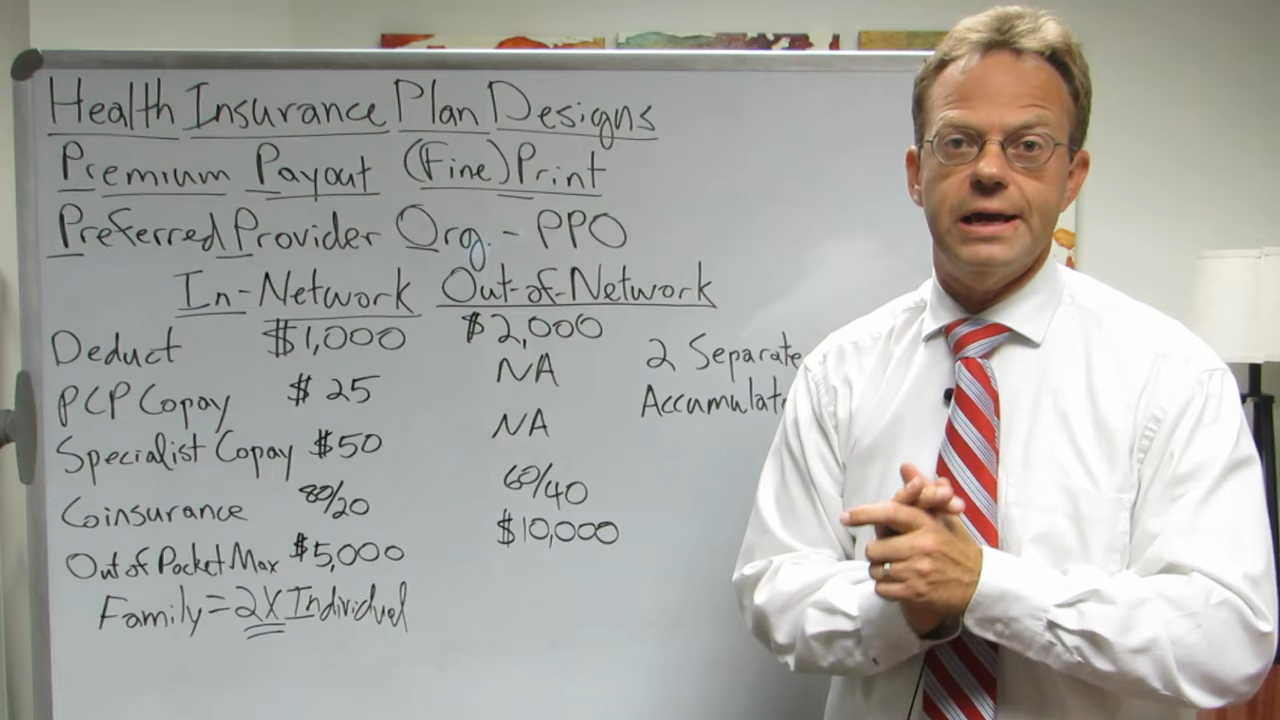 Health Insurance Plan Designs
Premium Payout (Fine) Print
Preferred Provider Org. - PPO
In-Network Out-of-Network
Deduct $1,000 $2,000
PCP Copay $25 NA
Specialist Copay $50 NA
Coinsurance 80/20 60/40
Out of Pocket Max $5,000 $10,000
Family = 2X Individual
2 Separate